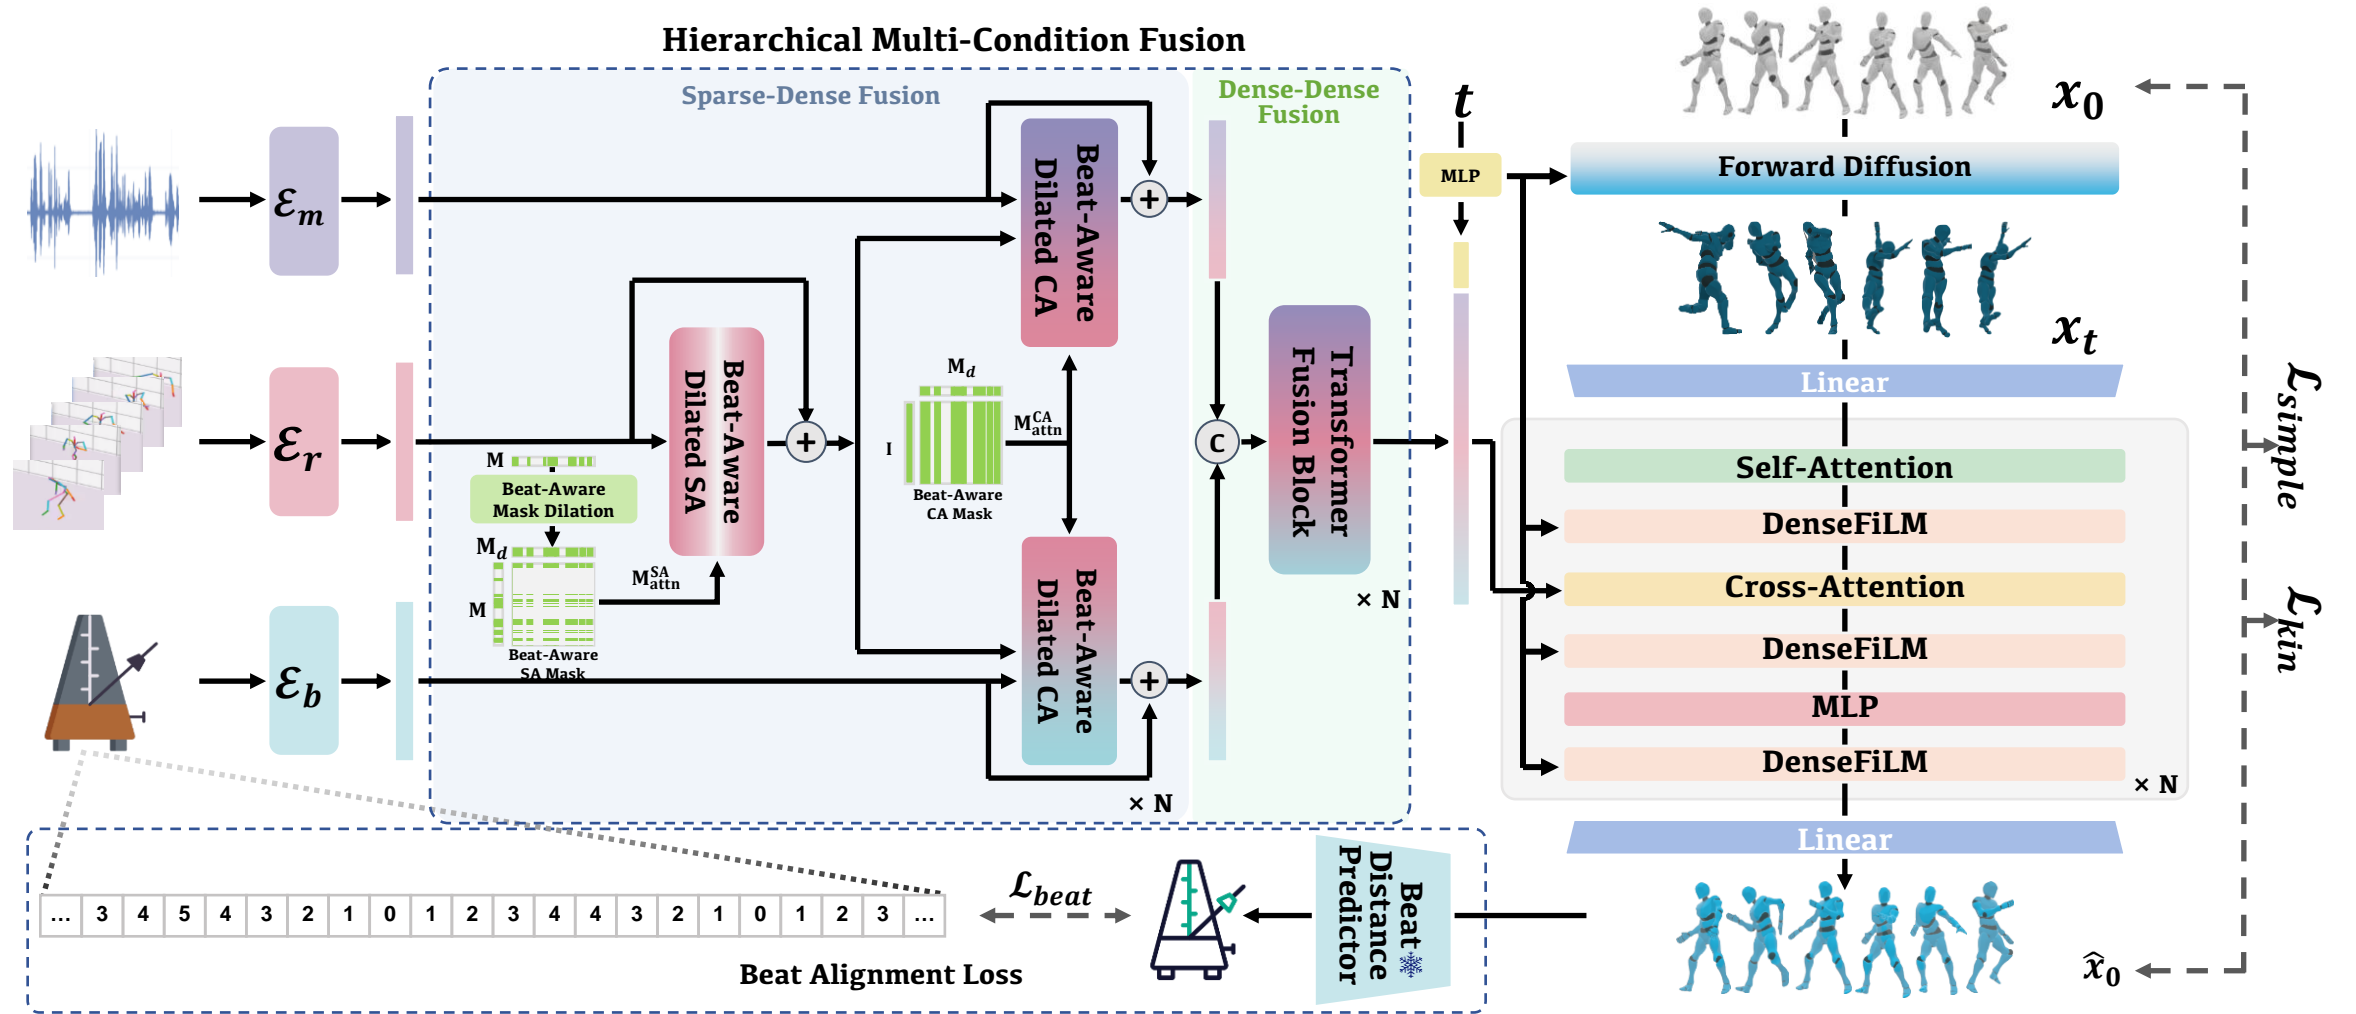 Hierarchical Multi-Condition Fusion
Sparse-Dense Fusion
Dense-Dense
Fusion
ℰm
ℰr
ℰb
Beat-Aware
Dilated CA
Beat-Aware
Dilated SA
Beat-Aware
Dilated CA
M
Beat-Aware
Mask Dilation
Md
M
Beat-Aware
SA Mask
M^SA_attn
Md
I
Beat-Aware
CA Mask
M^CA_attn
+
+
+
× N
C
Transformer
Fusion Block
× N
t
MLP
x0
Forward Diffusion
xt
Linear
Self-Attention
DenseFiLM
Cross-Attention
DenseFiLM
MLP
DenseFiLM
× N
Linear
x̂0
ℒsimple
ℒkin
... 3 4 5 4 3 2 1 0 1 2 3 4 4 3 2 1 0 1 2 3 ...
ℒbeat
Beat
Distance
Predictor
Beat Alignment Loss